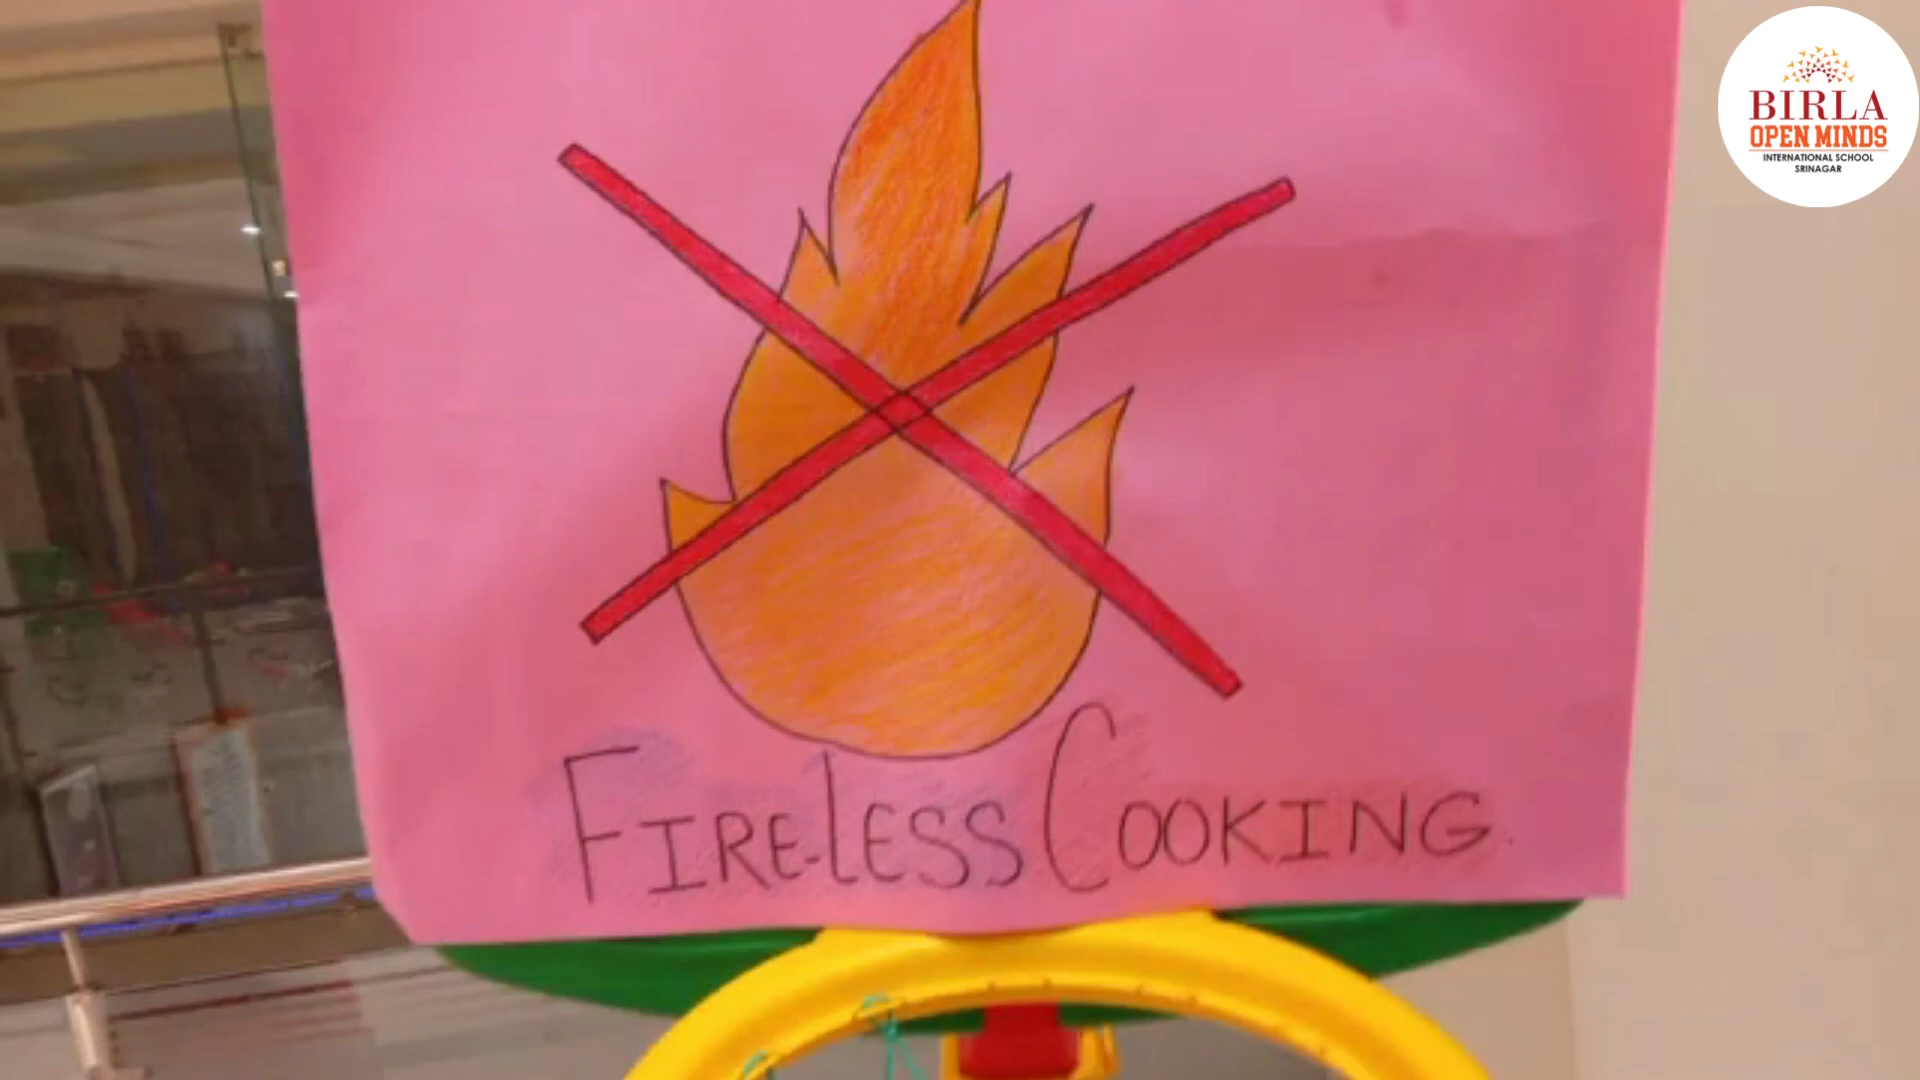 BIRLA
OPEN MINDS
INTERNATIONAL SCHOOL
SRINAGAR
FIRE-LESS COOKING.